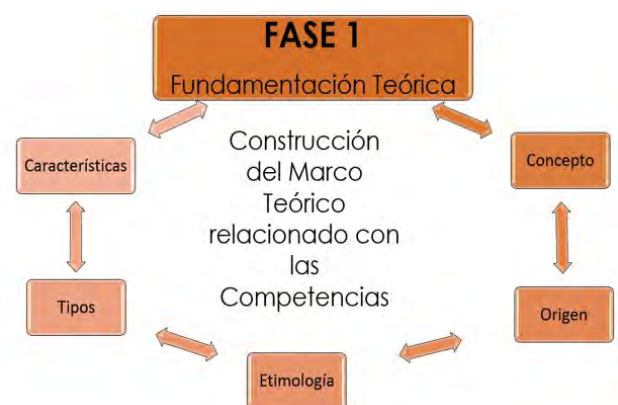 FASE 1
Fundamentación Teórica
Construcción
del Marco
Teórico
relacionado con
las
Competencias
Concepto
Origen
Etimología
Tipos
Características